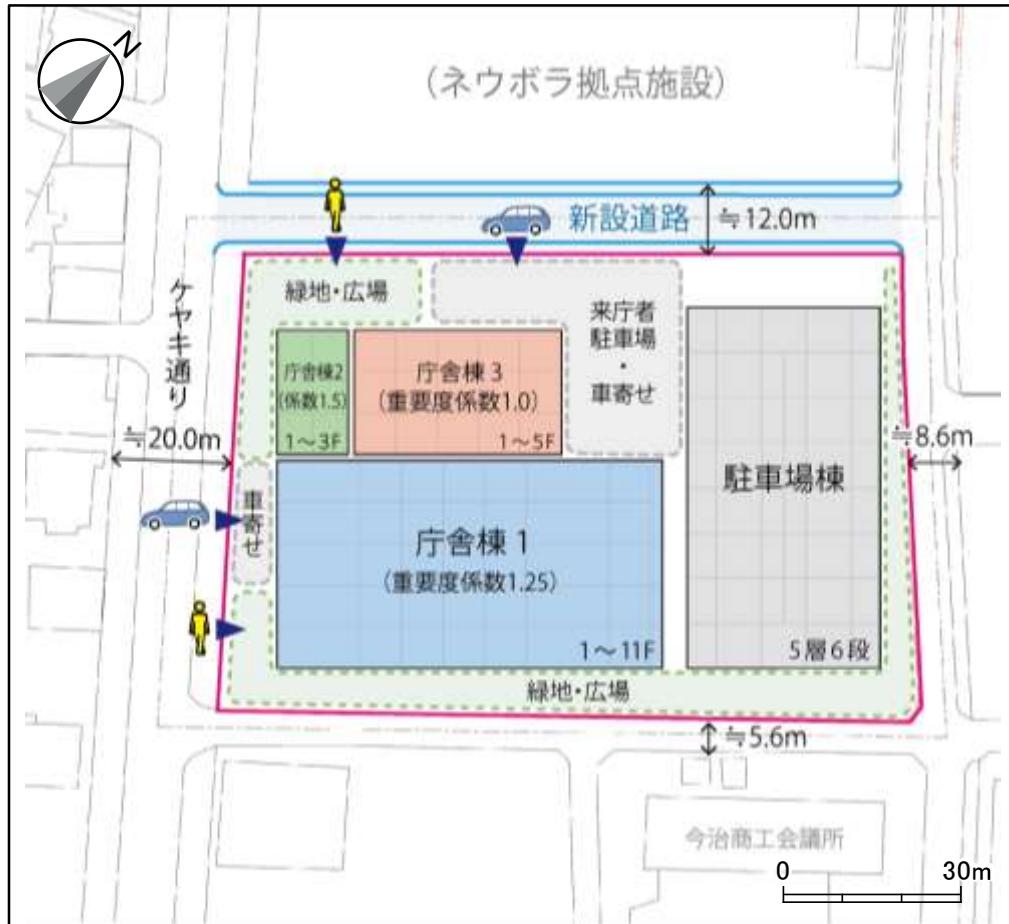 N
（ネウボラ拠点施設）
新設道路
≒12.0m
緑地・広場
来庁者
駐車場
・
車寄せ
ケヤキ通り
庁舎棟2
（係数1.5）
1～3F
庁舎棟3
（重要度係数1.0）
1～5F
≒20.0m
≒8.6m
駐車場棟
車寄せ
庁舎棟1
（重要度係数1.25）
1～11F
5層6段
緑地・広場
≒5.6m
今治商工会議所
0 30m